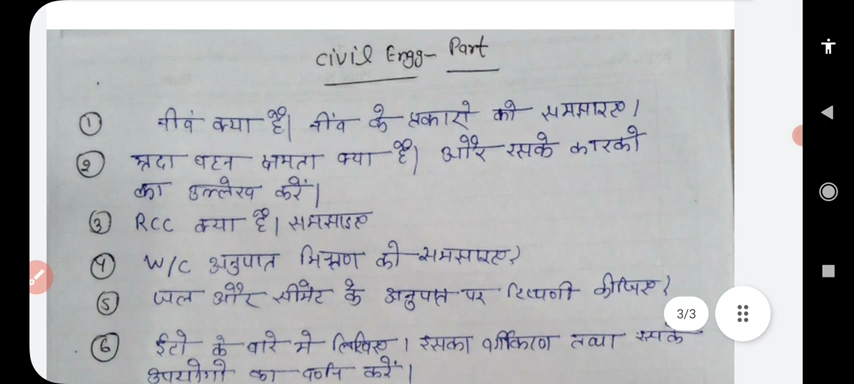 Civil Engg- Part
① नीवं क्या है। नींव के प्रकारो को समझाइए।
② मृदा वहन क्षमता क्या है। और इसके कारको
का उल्लेख करें।
③ RCC क्या है। समझाइए
④ W/C अनुपात मिश्रण को समझाइए?
⑤ जल और सीमेंट के अनुपात पर टिप्पणी कीजिए?
3/3
⑥ ईटो के बारे मे लिखिए। इसका वर्गीकरण तथा इसके
उपयोगो का वर्णन करें।